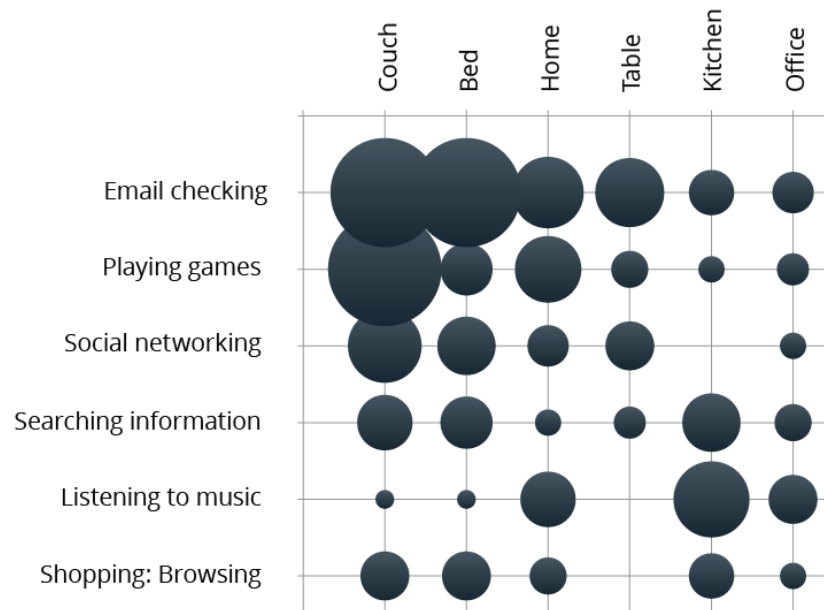 Couch
Bed
Home
Table
Kitchen
Office
Email checking
Playing games
Social networking
Searching information
Listening to music
Shopping: Browsing